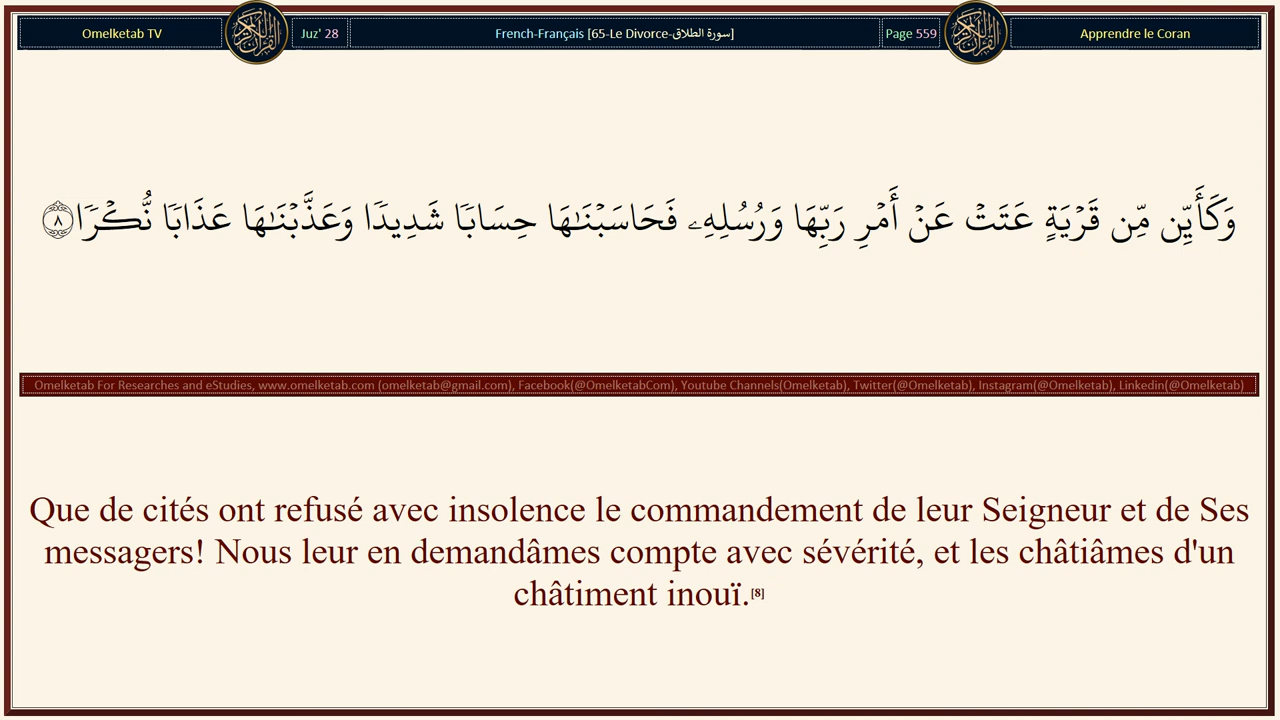 Omelketab TV
Juz' 28
French-Français [65-Le Divorce-سورة الطلاق]
Page 559
Apprendre le Coran
وَكَأَيِّن مِّن قَرۡيَةٍ عَتَتۡ عَنۡ أَمۡرِ رَبِّهَا وَرُسُلِهِۦ فَحَاسَبۡنَٰهَا حِسَابٗا شَدِيدٗا وَعَذَّبۡنَٰهَا عَذَابٗا نُّكۡرٗا ٨
Omelketab For Researches and eStudies, www.omelketab.com (omelketab@gmail.com), Facebook(@OmelketabCom), Youtube Channels(Omelketab), Twitter(@Omelketab), Instagram(@Omelketab), Linkedin(@Omelketab)
Que de cités ont refusé avec insolence le commandement de leur Seigneur et de Ses
messagers! Nous leur en demandâmes compte avec sévérité, et les châtiâmes d'un
châtiment inouï.[8]